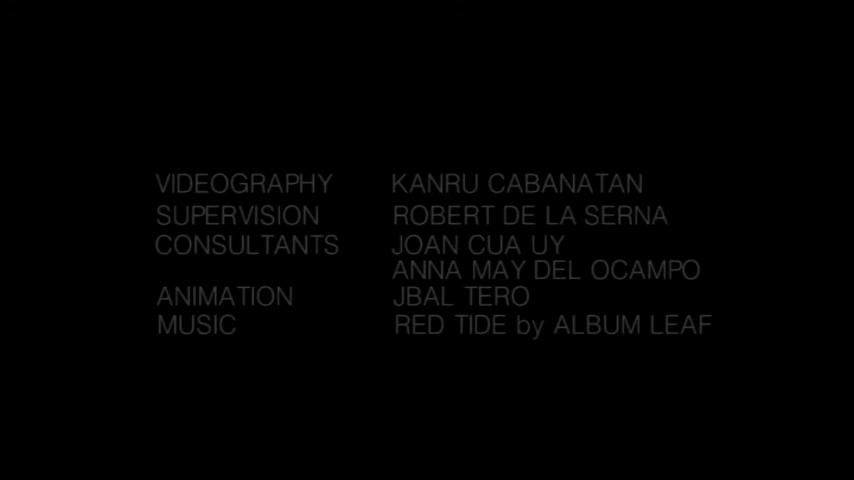 VIDEOGRAPHY KANRU CABANATAN
SUPERVISION ROBERT DE LA SERNA
CONSULTANTS JOAN CUA UY
ANNA MAY DEL OCAMPO
ANIMATION JBAL TERO
MUSIC RED TIDE by ALBUM LEAF